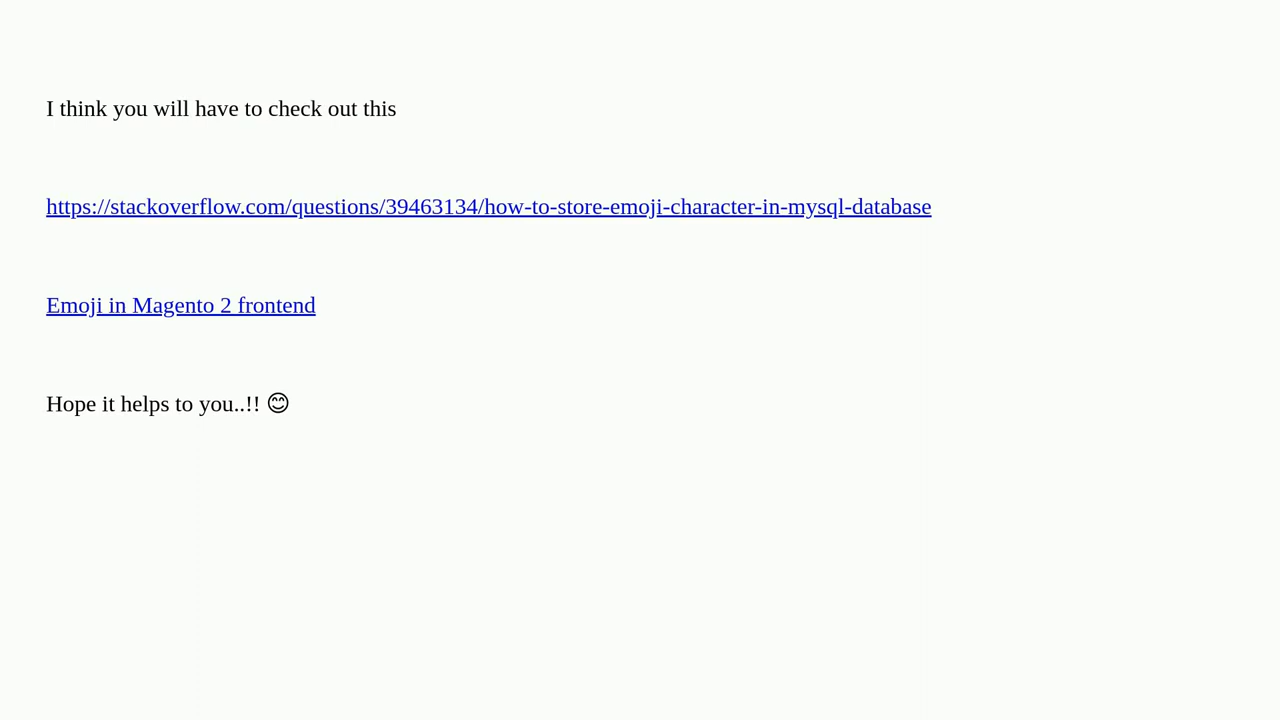 I think you will have to check out this
https://stackoverflow.com/questions/39463134/how-to-store-emoji-character-in-mysql-database
Emoji in Magento 2 frontend
Hope it helps to you..!! 😊